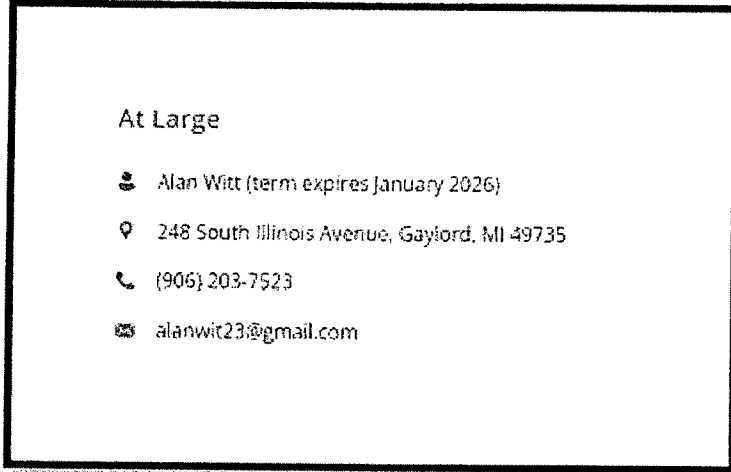 At Large
Alan Witt (term expires January 2026)
248 South Illinois Avenue, Gaylord, MI 49735
(906) 203-7523
alanwit23@gmail.com